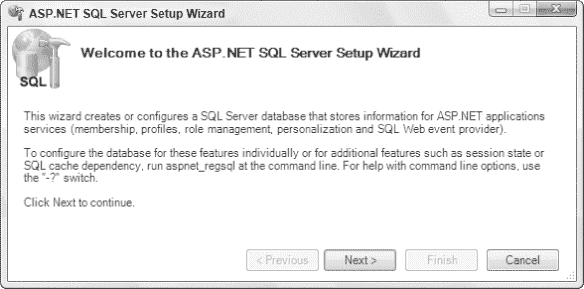 ASP.NET SQL Server Setup Wizard
Welcome to the ASP.NET SQL Server Setup Wizard
SQL
This wizard creates or configures a SQL Server database that stores information for ASP.NET applications
services (membership, profiles, role management, personalization and SQL Web event provider).
To configure the database for these features individually or for additional features such as session state or
SQL cache dependency, run aspnet_regsql at the command line. For help with command line options, use
the "-?" switch.
Click Next to continue.
< Previous
Next >
Finish
Cancel